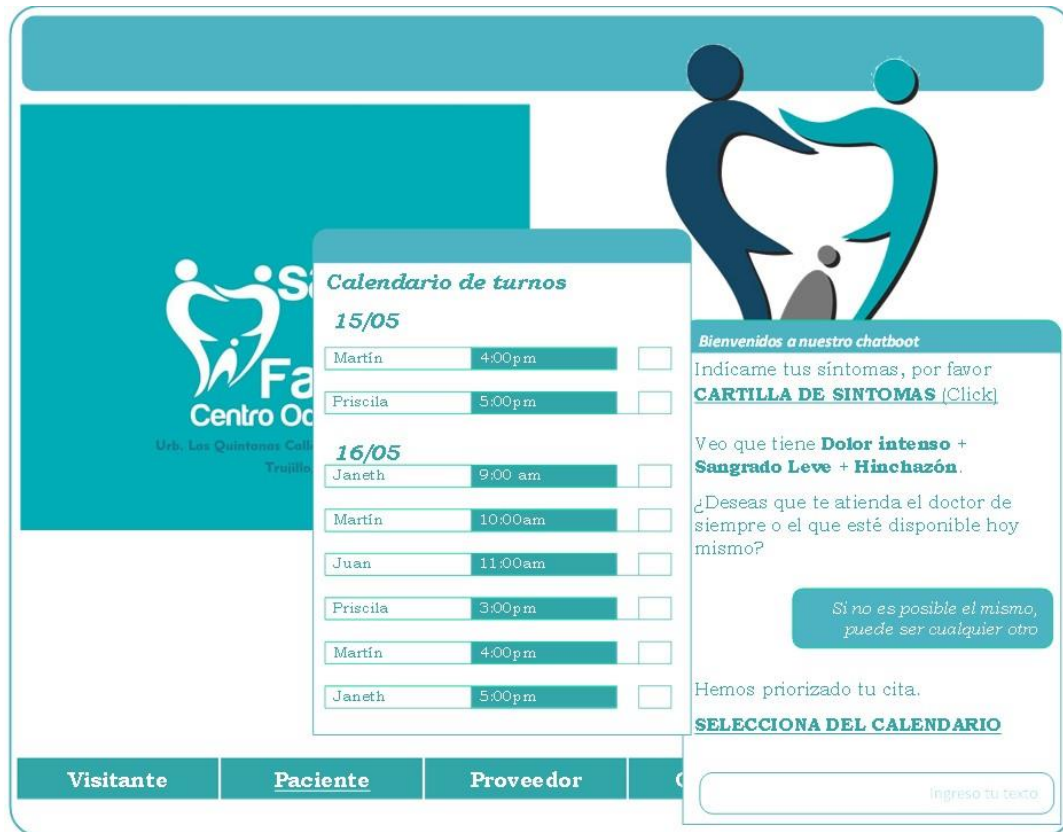 Centro
Urb. Las Quintanas
Trujillo
Calendario de turnos
15/05
Martín 4:00pm
Priscila 5:00pm
16/05
Janeth 9:00 am
Martín 10:00am
Juan 11:00am
Priscila 3:00pm
Martín 4:00pm
Janeth 5:00pm
Bienvenidos a nuestro chatboot
Indícame tus síntomas, por favor
CARTILLA DE SINTOMAS (Click)
Veo que tiene Dolor intenso +
Sangrado Leve + Hinchazón.
¿Deseas que te atienda el doctor de
siempre o el que esté disponible hoy
mismo?
Si no es posible el mismo,
puede ser cualquier otro
Hemos priorizado tu cita.
SELECCIONA DEL CALENDARIO
Ingreso tu texto
Visitante Paciente Proveedor